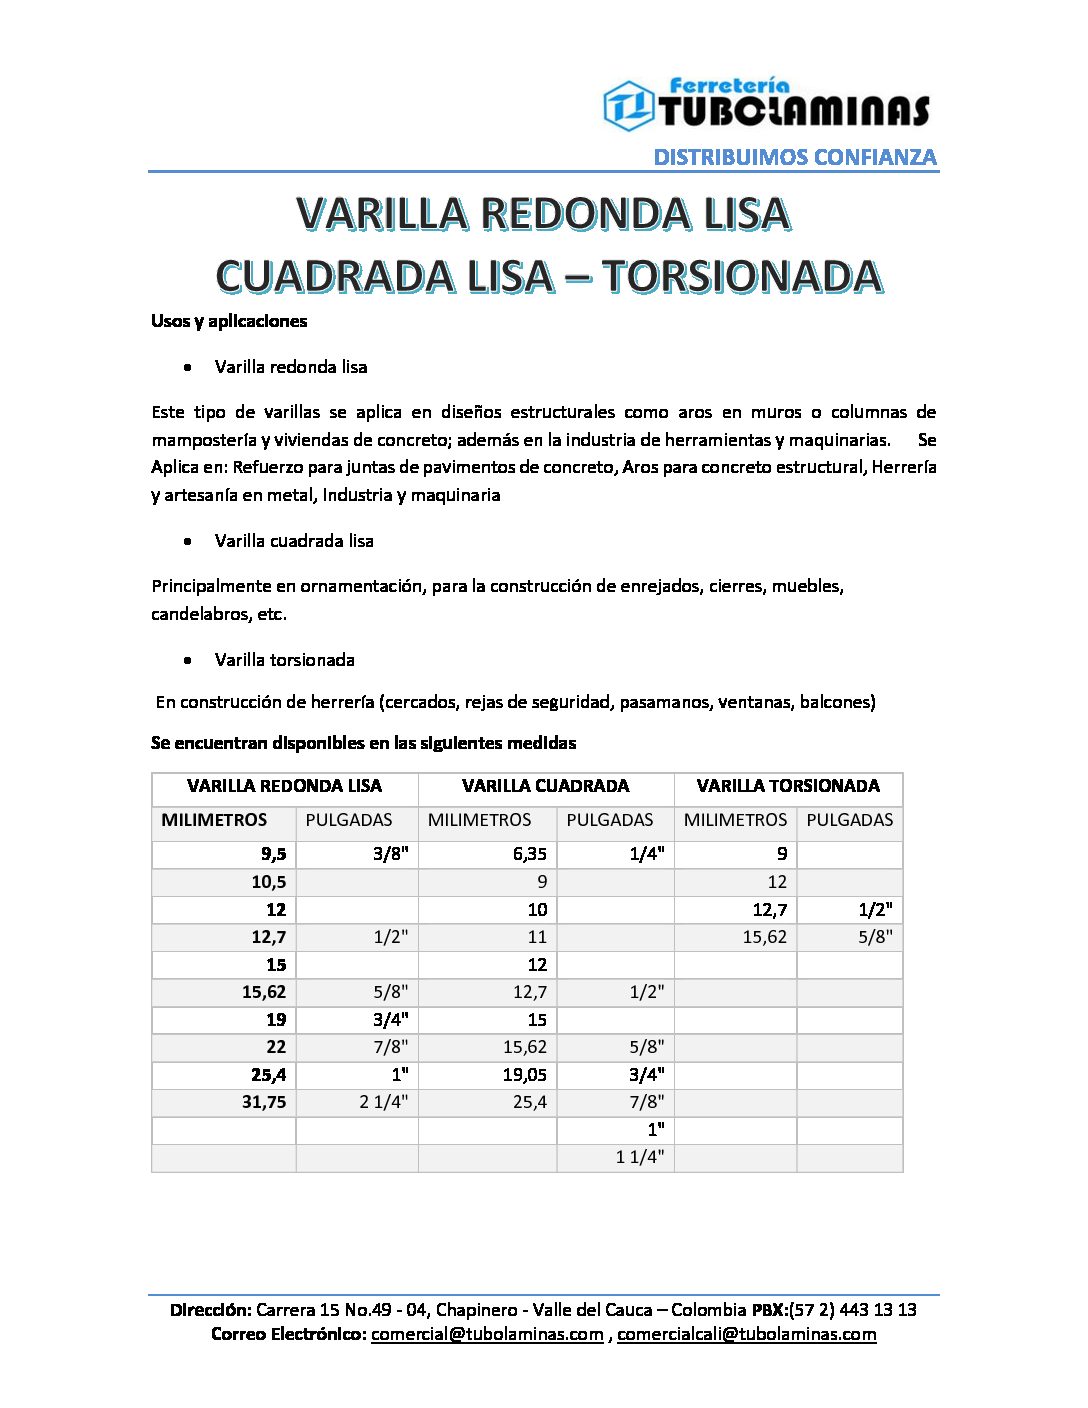 Ferretería
TUBOLAMINAS
DISTRIBUIMOS CONFIANZA
VARILLA REDONDA LISA
CUADRADA LISA – TORSIONADA
Usos y aplicaciones
• Varilla redonda lisa
Este tipo de varillas se aplica en diseños estructurales como aros en muros o columnas de
mampostería y viviendas de concreto; además en la industria de herramientas y maquinarias. Se
Aplica en: Refuerzo para juntas de pavimentos de concreto, Aros para concreto estructural, Herrería
y artesanía en metal, Industria y maquinaria
• Varilla cuadrada lisa
Principalmente en ornamentación, para la construcción de enrejados, cierres, muebles,
candelabros, etc.
• Varilla torsionada
En construcción de herrería (cercados, rejas de seguridad, pasamanos, ventanas, balcones)
Se encuentran disponibles en las siguientes medidas
VARILLA REDONDA LISA VARILLA CUADRADA VARILLA TORSIONADA
MILIMETROS PULGADAS MILIMETROS PULGADAS MILIMETROS PULGADAS
9,5 3/8" 6,35 1/4" 9
10,5 9 12
12 10 12,7 1/2"
12,7 1/2" 11 15,62 5/8"
15 12
15,62 5/8" 12,7 1/2"
19 3/4" 15
22 7/8" 15,62 5/8"
25,4 1" 19,05 3/4"
31,75 2 1/4" 25,4 7/8"
1"
1 1/4"
Dirección: Carrera 15 No.49 - 04, Chapinero - Valle del Cauca – Colombia PBX:(57 2) 443 13 13
Correo Electrónico: comercial@tubolaminas.com , comercialcali@tubolaminas.com